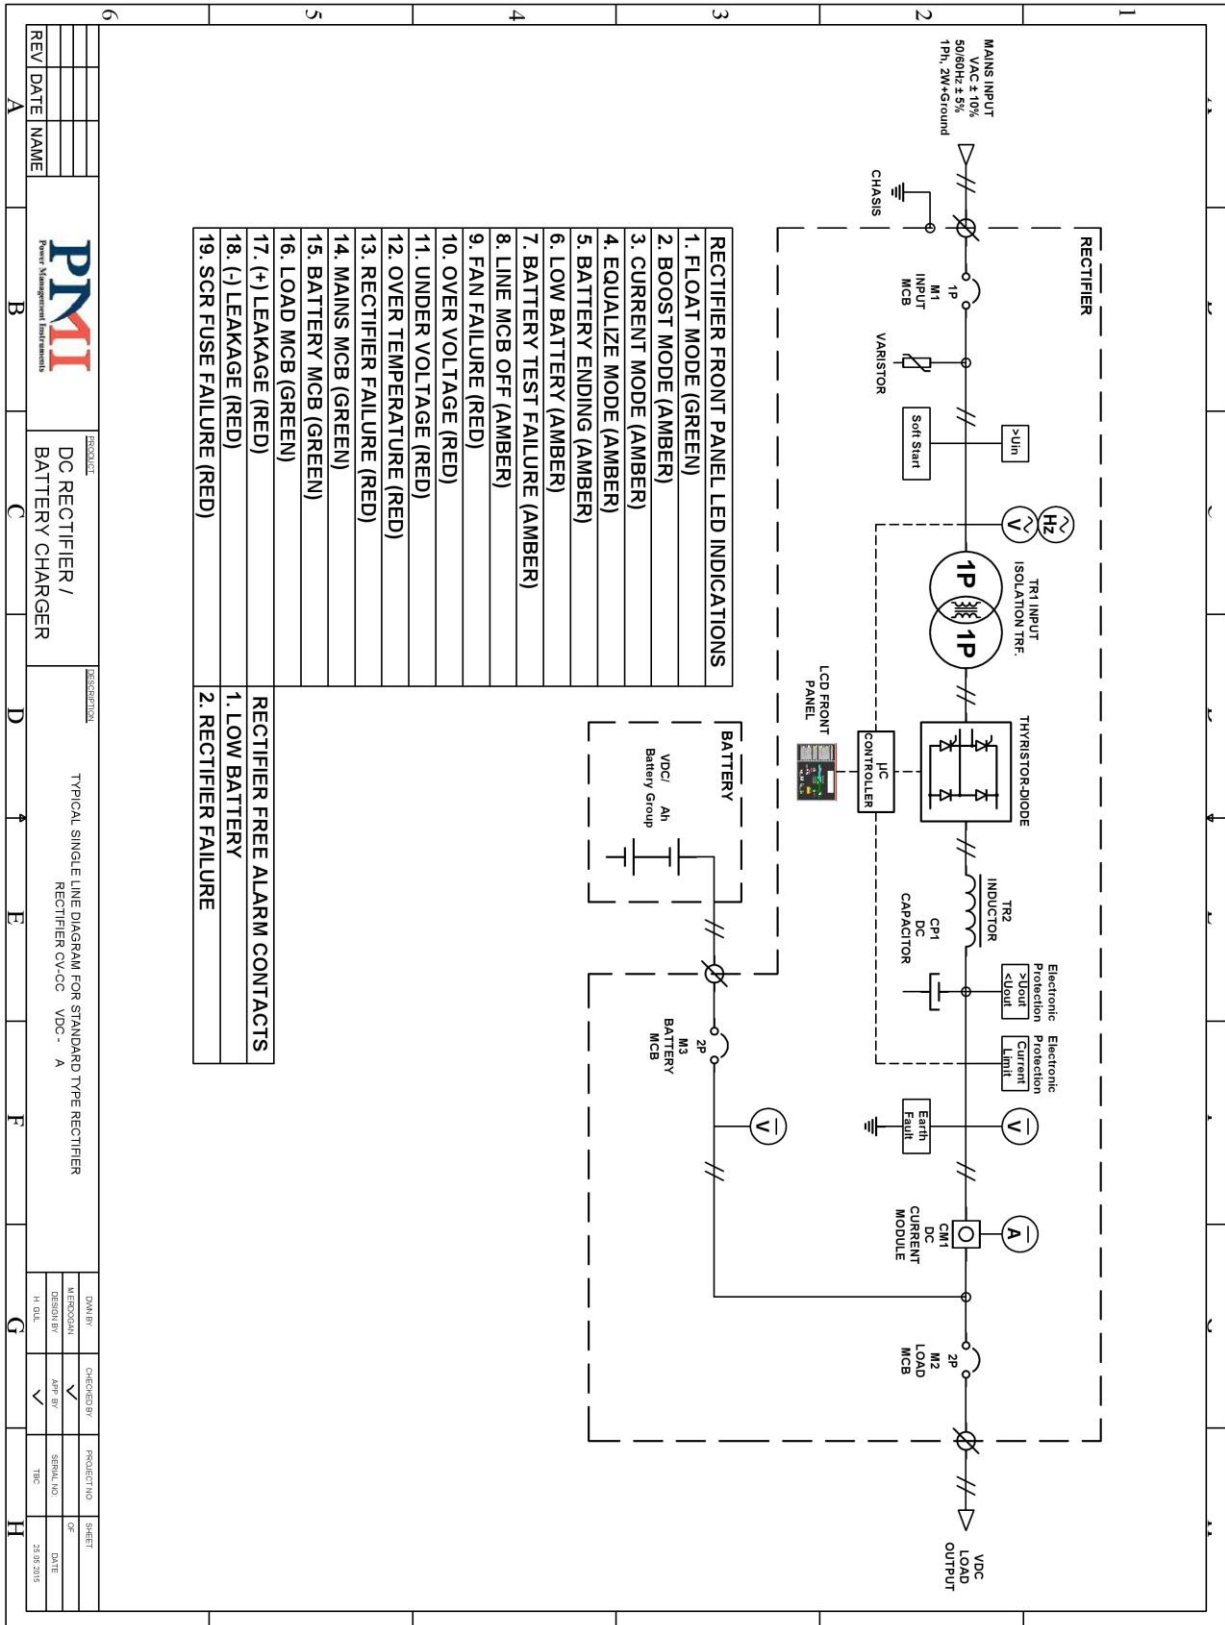 1
2
3
4
5
6
MAINS INPUT
VAC ± 10%
50/60Hz ± 5%
1Ph, 2W+Ground
CHASIS
RECTIFIER
1P
M1
INPUT
MCB
VARISTOR
>Uin
Soft Start
Hz
V
TR1 INPUT
ISOLATION TRF.
1P
1P
THYRISTOR-DIODE
µC
CONTROLLER
LCD FRONT
PANEL
TR2
INDUCTOR
CP1
DC
CAPACITOR
Electronic
Protection
>Uout
<Uout
Electronic
Protection
Current
Limit
V
Earth
Fault
A
CM1
DC
CURRENT
MODULE
2P
M2
LOAD
MCB
VDC
LOAD
OUTPUT
BATTERY
VDC/ Ah
Battery Group
2P
M3
BATTERY
MCB
V
RECTIFIER FRONT PANEL LED INDICATIONS
1. FLOAT MODE (GREEN)
2. BOOST MODE (AMBER)
3. CURRENT MODE (AMBER)
4. EQUALIZE MODE (AMBER)
5. BATTERY ENDING (AMBER)
6. LOW BATTERY (AMBER)
7. BATTERY TEST FAILURE (AMBER)
8. LINE MCB OFF (AMBER)
9. FAN FAILURE (RED)
10. OVER VOLTAGE (RED)
11. UNDER VOLTAGE (RED)
12. OVER TEMPERATURE (RED)
13. RECTIFIER FAILURE (RED)
14. MAINS MCB (GREEN)
15. BATTERY MCB (GREEN)
16. LOAD MCB (GREEN)
17. (+) LEAKAGE (RED)
18. (-) LEAKAGE (RED)
19. SCR FUSE FAILURE (RED)
RECTIFIER FREE ALARM CONTACTS
1. LOW BATTERY
2. RECTIFIER FAILURE
REV DATE NAME
PMI
Power Management Instruments
PRODUCT
DC RECTIFIER /
BATTERY CHARGER
DESCRIPTION
TYPICAL SINGLE LINE DIAGRAM FOR STANDARD TYPE RECTIFIER
RECTIFIER CV-CC VDC - A
DWN BY CHECKED BY PROJECT NO SHEET
M.ERDOGAN OF
DESIGN BY APP. BY SERIAL NO. DATE
H. GUL TBC 25.05.2015
A B C D E F G H